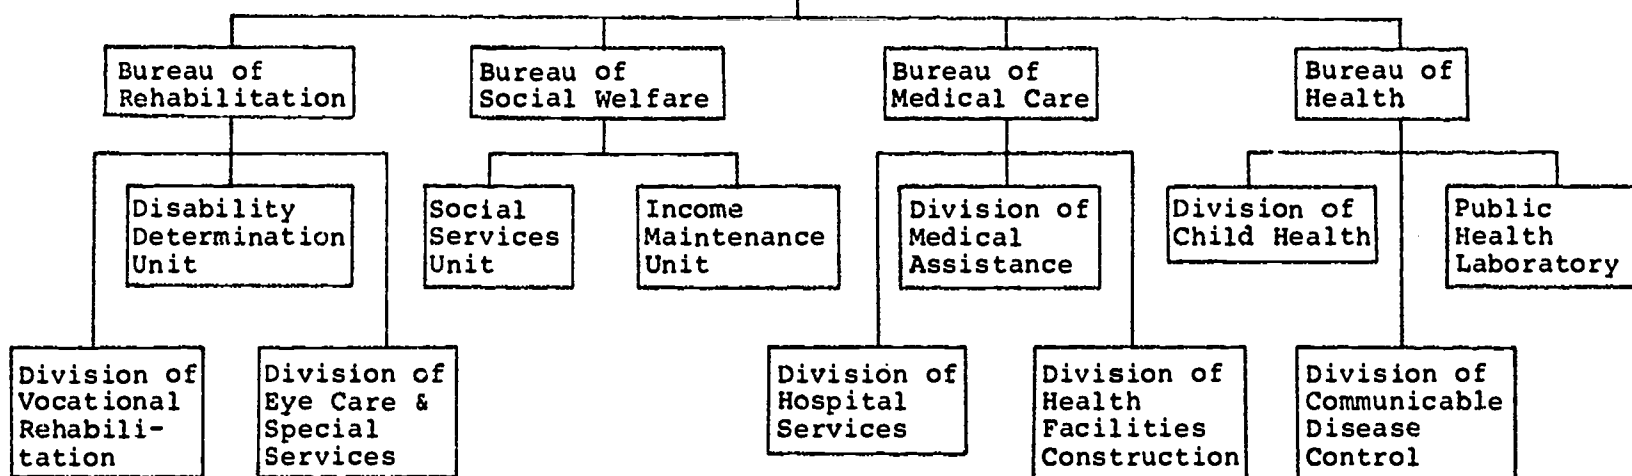 Bureau of
Rehabilitation
Bureau of
Social Welfare
Bureau of
Medical Care
Bureau of
Health
Disability
Determination
Unit
Social
Services
Unit
Income
Maintenance
Unit
Division of
Medical
Assistance
Division of
Child Health
Public
Health
Laboratory
Division of
Vocational
Rehabili-
tation
Division of
Eye Care &
Special
Services
Division of
Hospital
Services
Division of
Health
Facilities
Construction
Division of
Communicable
Disease
Control